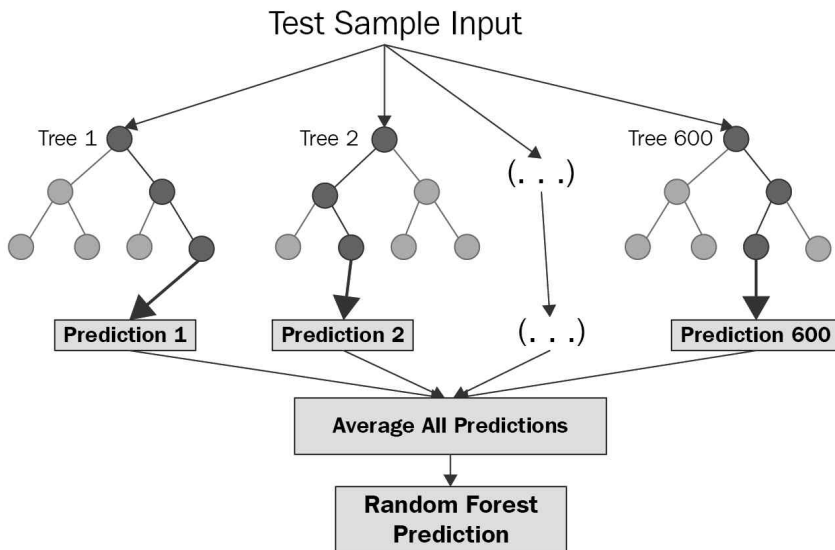 Test Sample Input
Tree 1
Tree 2
Tree 600
(. . .)
Prediction 1
Prediction 2
(. . .)
Prediction 600
Average All Predictions
Random Forest
Prediction